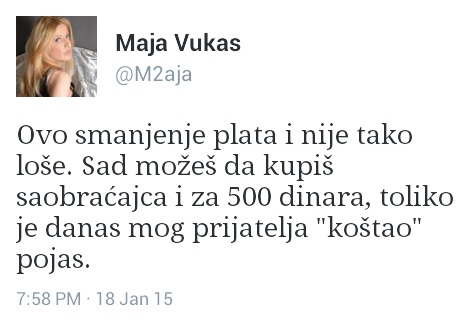 Maja Vukas
@M2aja
Ovo smanjenje plata i nije tako
loše. Sad možeš da kupiš
saobraćajca i za 500 dinara, toliko
je danas mog prijatelja "koštao"
pojas.
7:58 PM · 18 Jan 15